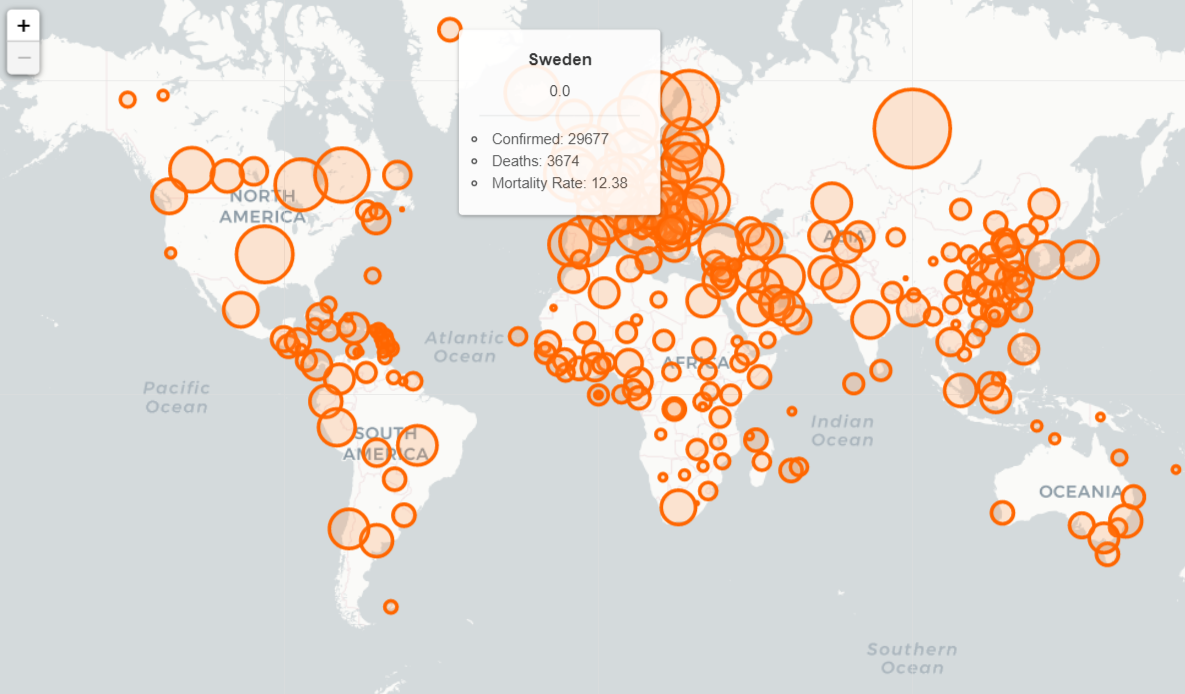 +
−
Sweden
0.0
Confirmed: 29677
Deaths: 3674
Mortality Rate: 12.38
NORTH
AMERICA
ASIA
Atlantic
Ocean
AFRICA
Pacific
Ocean
Indian
Ocean
SOUTH
AMERICA
OCEANIA
Southern
Ocean